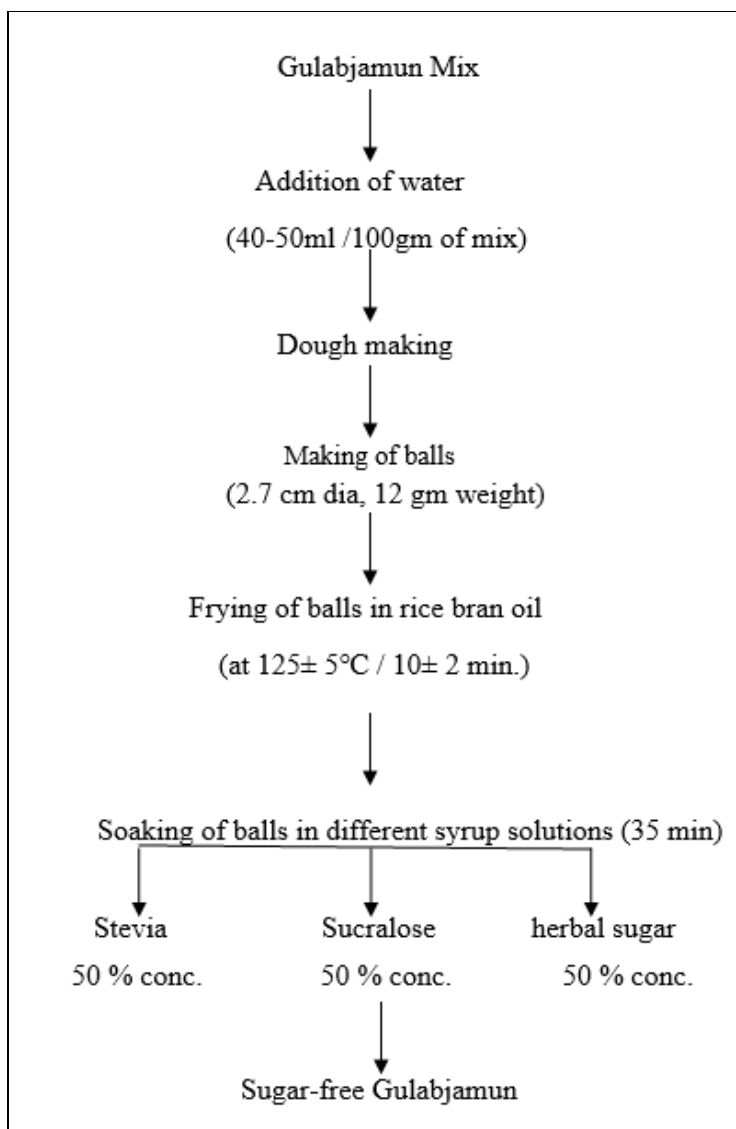 Gulabjamun Mix
Addition of water
(40-50ml /100gm of mix)
Dough making
Making of balls
(2.7 cm dia, 12 gm weight)
Frying of balls in rice bran oil
(at 125± 5°C / 10± 2 min.)
Soaking of balls in different syrup solutions (35 min)
Stevia Sucralose herbal sugar
50 % conc. 50 % conc. 50 % conc.
Sugar-free Gulabjamun